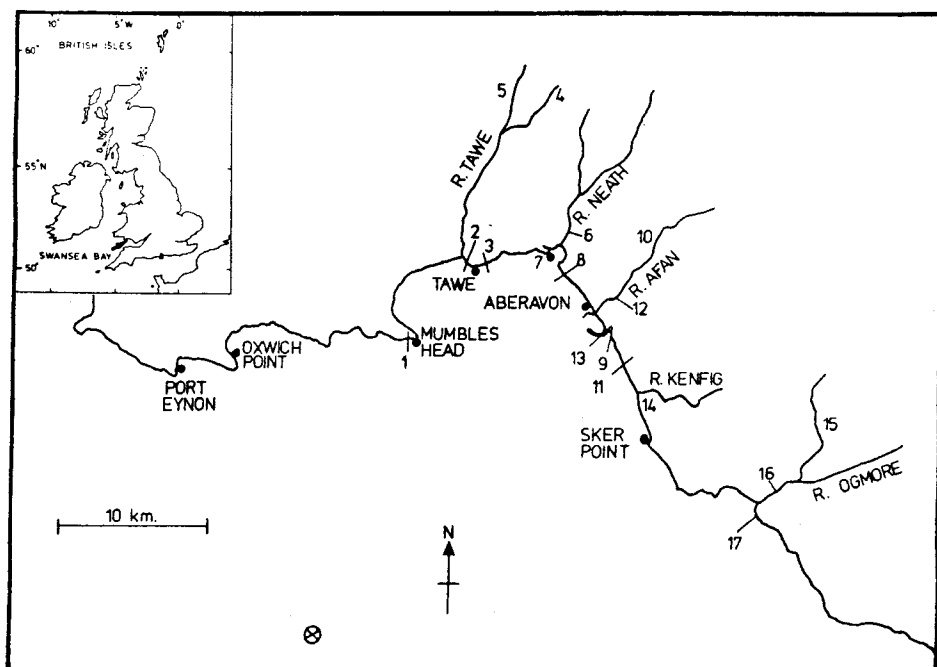 10°
5°W
0°
BRITISH ISLES
60°
55°N
SWANSEA BAY
50°
5
4
R. TAWE
R. NEATH
2
3
6
7
8
10
R. AFAN
12
TAWE
ABERAVON
1
MUMBLES
HEAD
OXWICH
POINT
PORT
EYNON
13
9
11
R. KENFIG
14
SKER
POINT
15
16
R. OGMORE
17
10 km.
N